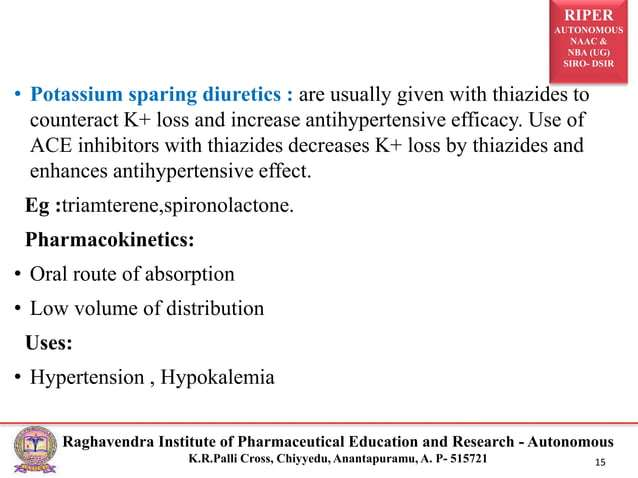 RIPER
AUTONOMOUS
NAAC &
NBA (UG)
SIRO- DSIR
• Potassium sparing diuretics : are usually given with thiazides to
counteract K+ loss and increase antihypertensive efficacy. Use of
ACE inhibitors with thiazides decreases K+ loss by thiazides and
enhances antihypertensive effect.
Eg :triamterene,spironolactone.
Pharmacokinetics:
• Oral route of absorption
• Low volume of distribution
Uses:
• Hypertension , Hypokalemia
Raghavendra Institute of Pharmaceutical Education and Research - Autonomous
K.R.Palli Cross, Chiyyedu, Anantapuramu, A. P- 515721
15